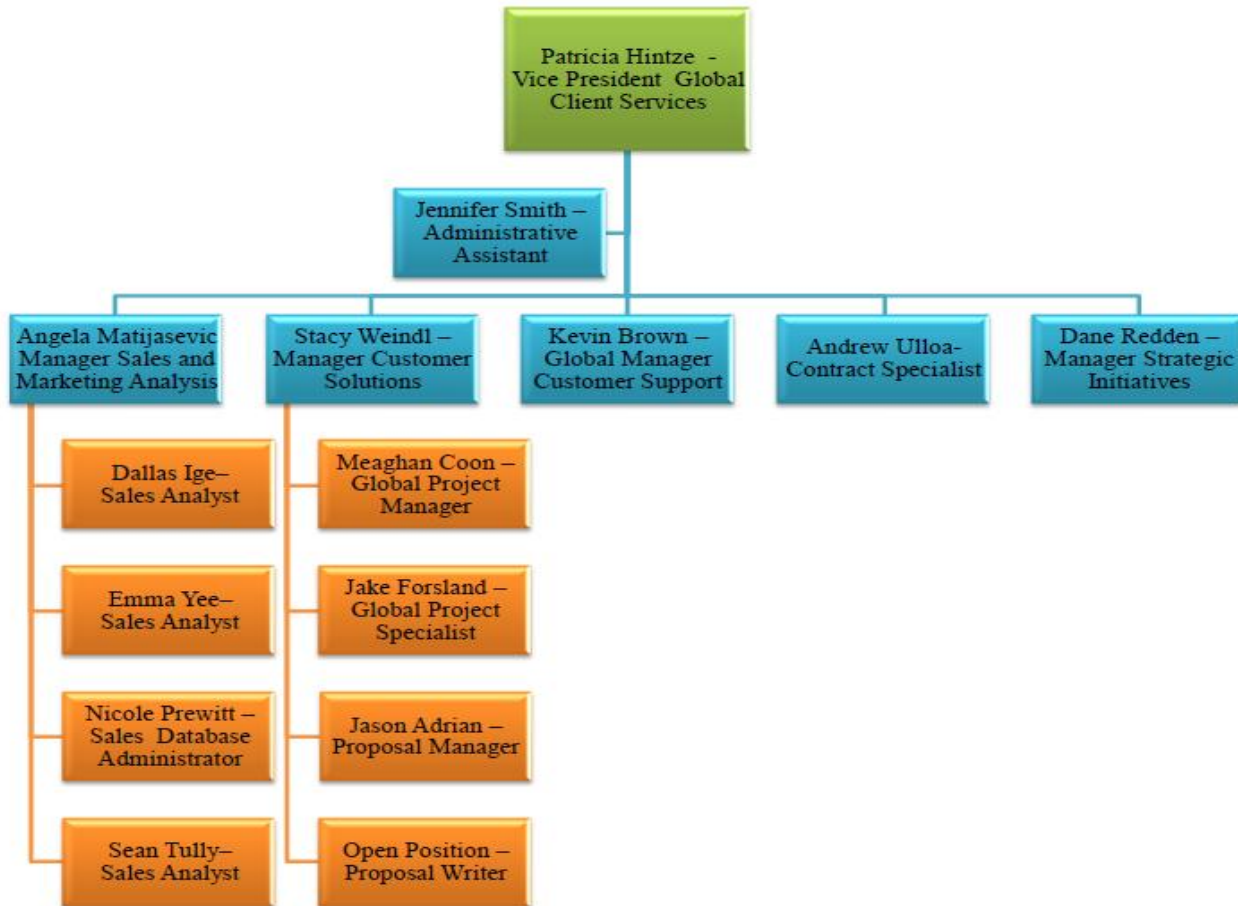 Patricia Hintze -
Vice President Global
Client Services
Jennifer Smith –
Administrative
Assistant
Angela Matijasevic
Manager Sales and
Marketing Analysis
Stacy Weindl –
Manager Customer
Solutions
Kevin Brown –
Global Manager
Customer Support
Andrew Ulloa-
Contract Specialist
Dane Redden –
Manager Strategic
Initiatives
Dallas Ige–
Sales Analyst
Emma Yee–
Sales Analyst
Nicole Prewitt –
Sales Database
Administrator
Sean Tully–
Sales Analyst
Meaghan Coon –
Global Project
Manager
Jake Forsland –
Global Project
Specialist
Jason Adrian –
Proposal Manager
Open Position –
Proposal Writer